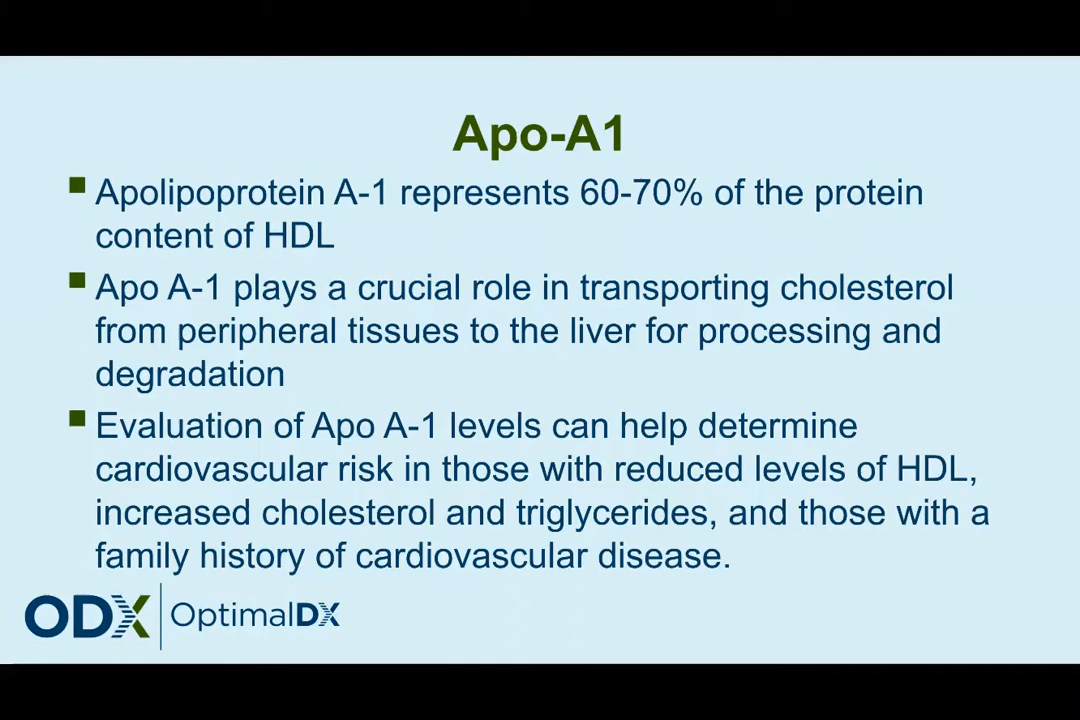 Apo-A1
▪ Apolipoprotein A-1 represents 60-70% of the protein
content of HDL
▪ Apo A-1 plays a crucial role in transporting cholesterol
from peripheral tissues to the liver for processing and
degradation
▪ Evaluation of Apo A-1 levels can help determine
cardiovascular risk in those with reduced levels of HDL,
increased cholesterol and triglycerides, and those with a
family history of cardiovascular disease.
ODX | OptimalDX